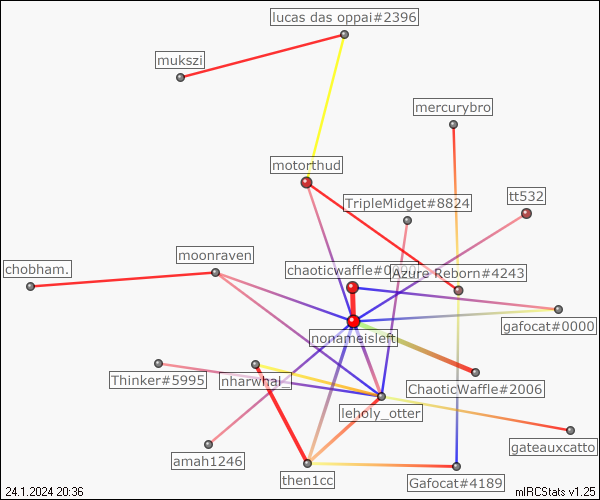 lucas das oppai#2396
mukszi
mercurybro
motorthud
tt532
TripleMidget#8824
moonraven
chobham.
chaoticwaffle#0
Azure Reborn#4243
gafocat#0000
nonameisleft
Thinker#5995
nharwhal_
ChaoticWaffle#2006
leholy_otter
gateauxcatto
amah1246
then1cc
Gafocat#4189
24.1.2024 20:36
mIRCStats v1.25